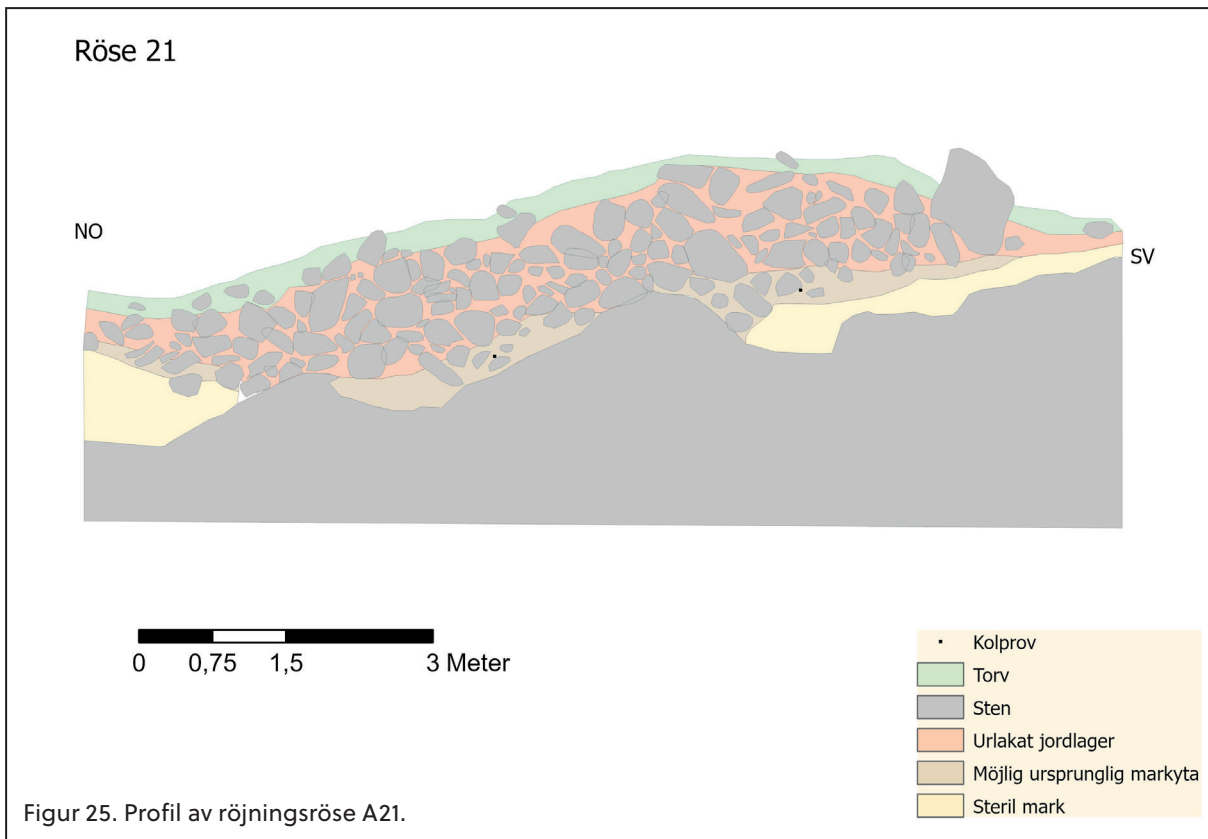 Röse 21
NO
SV
0 0,75 1,5 3 Meter
Kolprov
Torv
Sten
Urlakat jordlager
Möjlig ursprunglig markyta
Steril mark
Figur 25. Profil av röjningsröse A21.